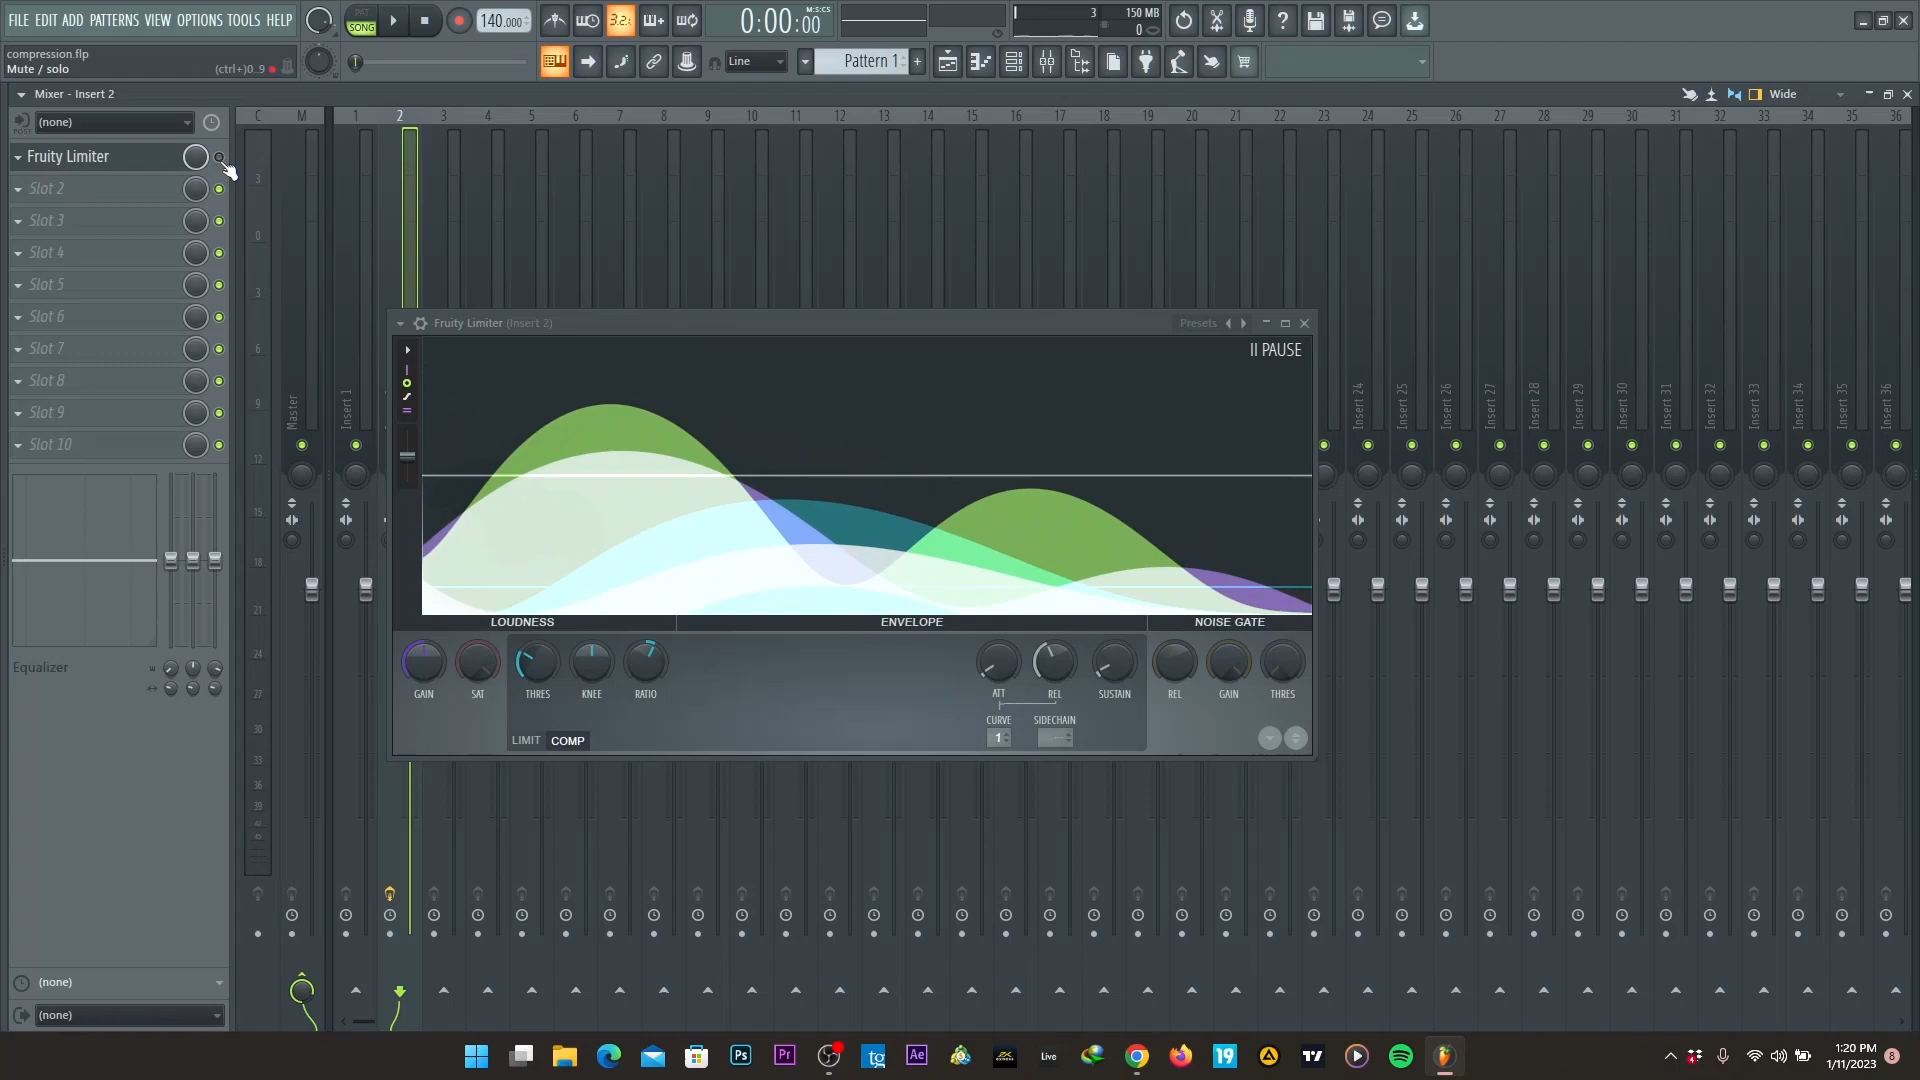 FILE EDIT ADD PATTERNS VIEW OPTIONS TOOLS HELP
PAT
SONG
140.000
3.2.
0:00:00
M:S:CS
3
150 MB
0
compression.flp
Mute / solo
(ctrl+)0..9
Line
Pattern 1
Mixer - Insert 2
Wide
(none)
POST
C M 1 2 3 4 5 6 7 8 9 10 11 12 13 14 15 16 17 18 19 20 21 22 23 24 25 26 27 28 29 30 31 32 33 34 35 36
Fruity Limiter
Slot 2
Slot 3
Slot 4
Slot 5
Slot 6
Slot 7
Slot 8
Slot 9
Slot 10
3
0
3
6
9
12
15
18
21
24
27
30
33
36
39
42
45
Master
Insert 1
Insert 24
Insert 25
Insert 26
Insert 27
Insert 28
Insert 29
Insert 30
Insert 31
Insert 32
Insert 33
Insert 34
Insert 35
Insert 36
Fruity Limiter (Insert 2)
Presets
II PAUSE
LOUDNESS
ENVELOPE
NOISE GATE
GAIN SAT THRES KNEE RATIO ATT REL SUSTAIN REL GAIN THRES
CURVE SIDECHAIN
1
LIMIT COMP
Equalizer
(none)
(none)
Ps
Pr
tg
Ae
Live
19
1:20 PM
1/11/2023
8